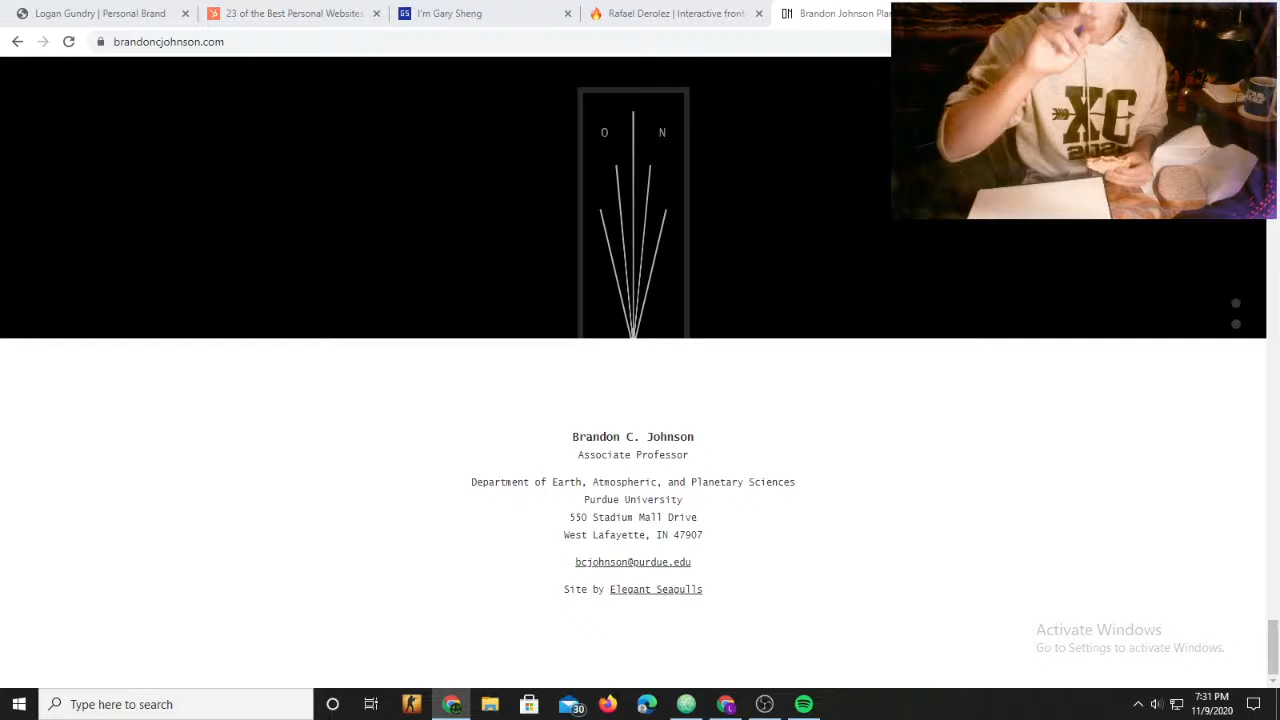 Logan Gundry | Personal Brand
23 of the Best Personal Websites
I'm Gary Sheng
Rafael Derolez | Interactive front
Brandon Johnson Plan
brandoncjohnson.com
XC
O N
Brandon C. Johnson
Associate Professor
Department of Earth, Atmospheric, and Planetary Sciences
Purdue University
550 Stadium Mall Drive
West Lafayette, IN 47907
bcjohnson@purdue.edu
Site by Elegant Seagulls
Activate Windows
Go to Settings to activate Windows.
Type here to search
30
7:31 PM
11/9/2020